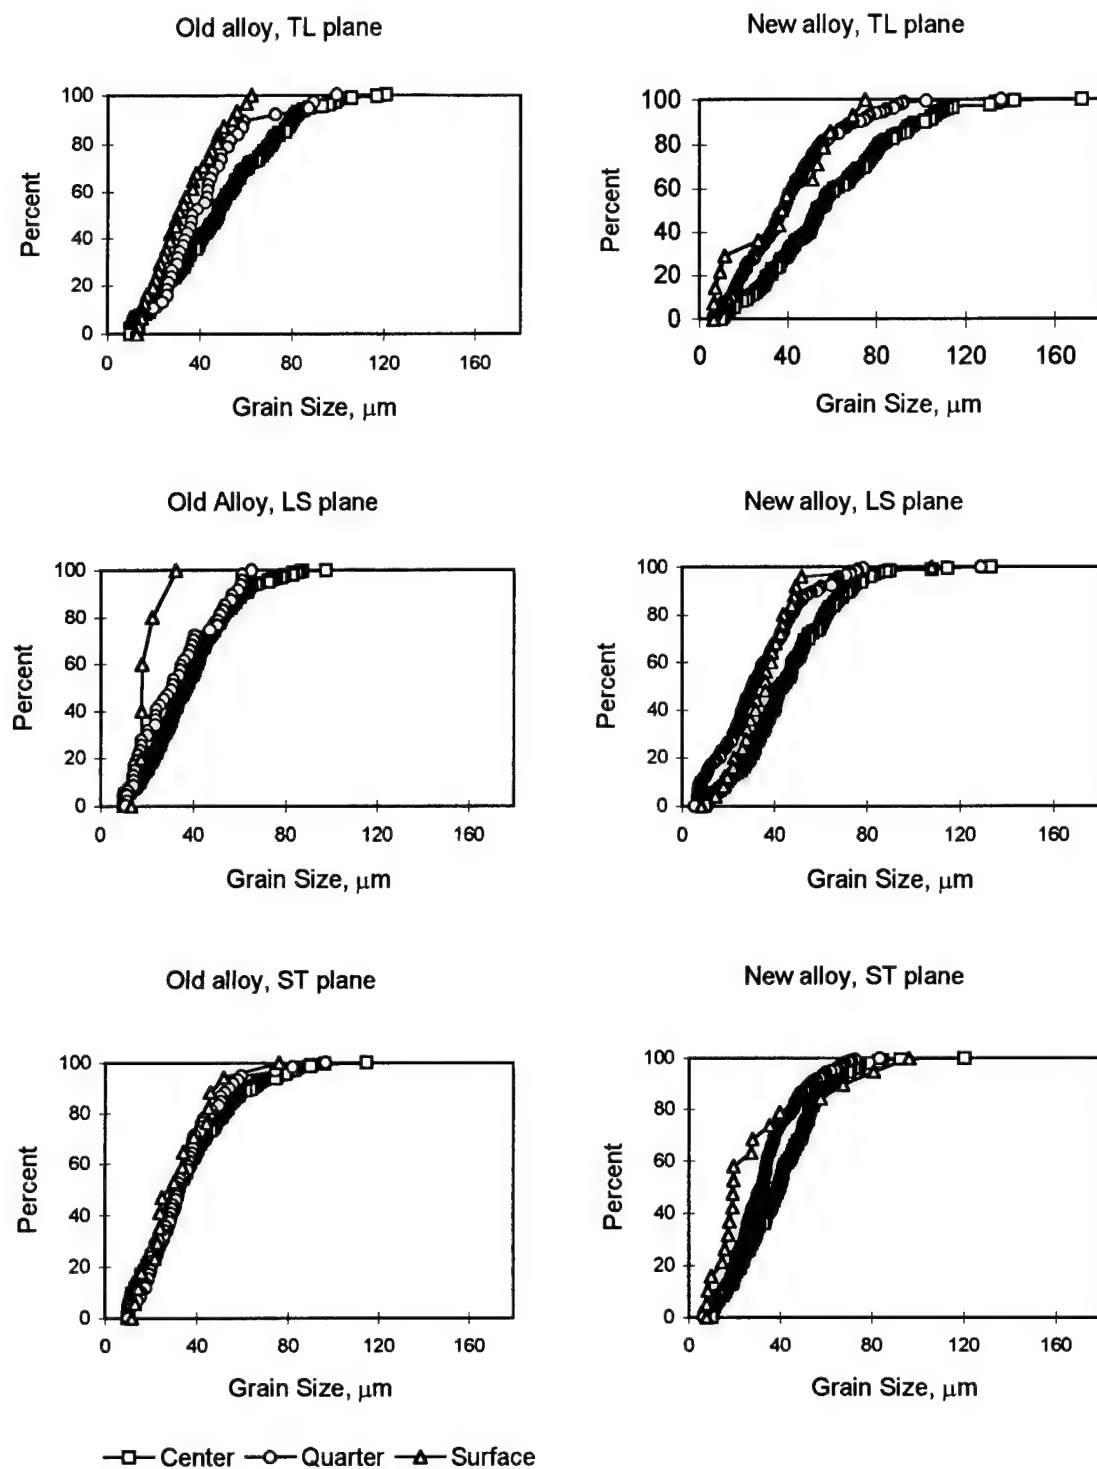 Old alloy, TL plane
100
80
60
40
20
0
Percent
0 40 80 120 160
Grain Size, μm
New alloy, TL plane
100
80
60
40
20
0
Percent
0 40 80 120 160
Grain Size, μm
Old Alloy, LS plane
100
80
60
40
20
0
Percent
0 40 80 120 160
Grain Size, μm
New alloy, LS plane
100
80
60
40
20
0
Percent
0 40 80 120 160
Grain Size, μm
Old alloy, ST plane
100
80
60
40
20
0
Percent
0 40 80 120 160
Grain Size, μm
New alloy, ST plane
100
80
60
40
20
0
Percent
0 40 80 120 160
Grain Size, μm
Center Quarter Surface